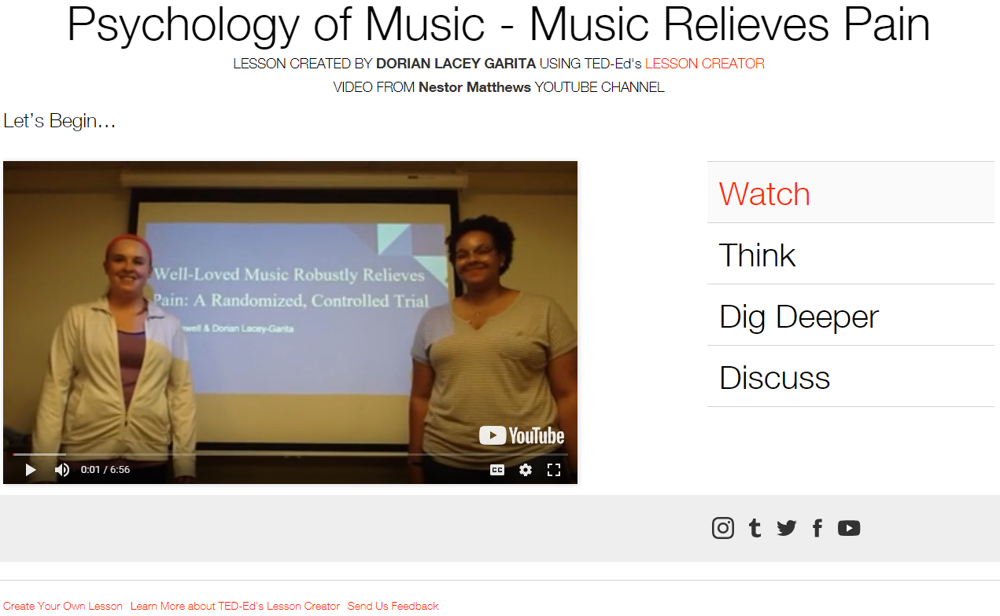 Psychology of Music - Music Relieves Pain
LESSON CREATED BY DORIAN LACEY GARITA USING TED-Ed's LESSON CREATOR
VIDEO FROM Nestor Matthews YOUTUBE CHANNEL
Let's Begin…
Well-Loved Music Robustly Relieves
Pain: A Randomized, Controlled Trial
& Dorian Lacey-Garita
YouTube
0:01 / 6:56
CC
Watch
Think
Dig Deeper
Discuss
Create Your Own Lesson Learn More about TED-Ed's Lesson Creator Send Us Feedback